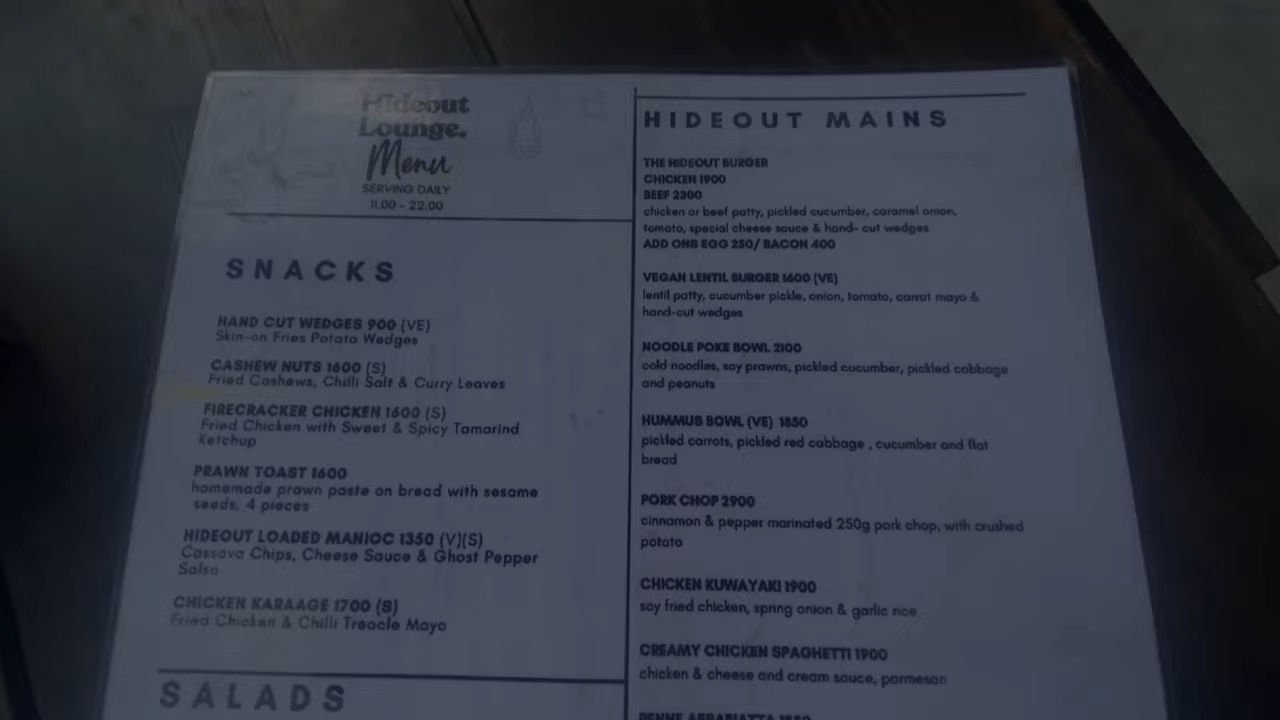 Hideout
Lounge.
Menu
SERVING DAILY
11.00 - 22.00
SNACKS
HAND CUT WEDGES 900 (VE)
Skin-on Fries Potato Wedges
CASHEW NUTS 1600 (S)
Fried Cashews, Chilli Salt & Curry Leaves
FIRECRACKER CHICKEN 1600 (S)
Fried Chicken with Sweet & Spicy Tamarind
Ketchup
PRAWN TOAST 1600
homemade prawn paste on bread with sesame
seeds, 4 pieces
HIDEOUT LOADED MANIOC 1350 (V)(S)
Cassava Chips, Cheese Sauce & Ghost Pepper
Salsa
CHICKEN KARAAGE 1700 (S)
Fried Chicken & Chilli Treacle Mayo
SALADS
HIDEOUT MAINS
THE HIDEOUT BURGER
CHICKEN 1900
BEEF 2300
chicken or beef patty, pickled cucumber, caramel onion,
tomato, special cheese sauce & hand- cut wedges
ADD ONS EGG 250/ BACON 400
VEGAN LENTIL BURGER 1600 (VE)
lentil patty, cucumber pickle, onion, tomato, carrot mayo &
hand-cut wedges
NOODLE POKE BOWL 2100
cold noodles, soy prawns, pickled cucumber, pickled cabbage
and peanuts
HUMMUS BOWL (VE) 1850
pickled carrots, pickled red cabbage , cucumber and flat
bread
PORK CHOP 2900
cinnamon & pepper marinated 250g pork chop, with crushed
potato
CHICKEN KUWAYAKI 1900
soy fried chicken, spring onion & garlic rice
CREAMY CHICKEN SPAGHETTI 1900
chicken & cheese and cream sauce, parmesan
PENNE ARRABIATTA